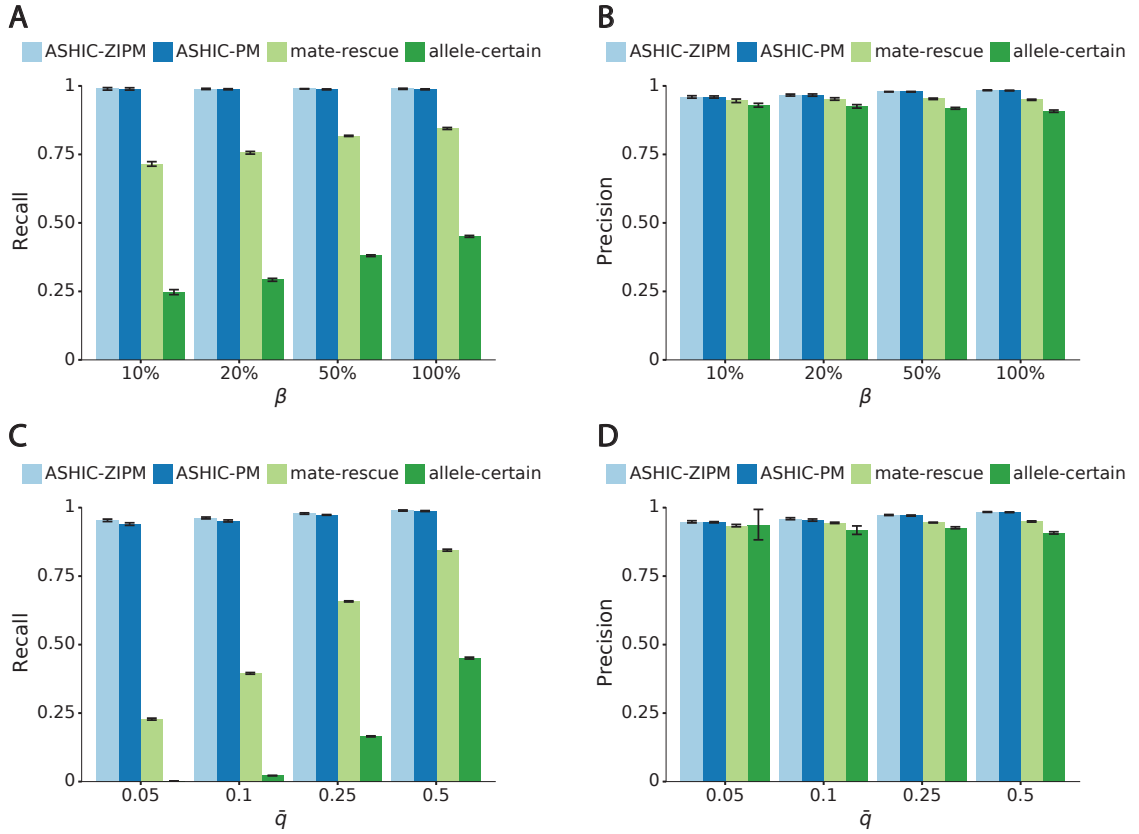 A
ASHIC-ZIPM ASHIC-PM mate-rescue allele-certain
1
0.75
0.50
0.25
0
Recall
10% 20% 50% 100%
β
B
ASHIC-ZIPM ASHIC-PM mate-rescue allele-certain
1
0.75
0.50
0.25
0
Precision
10% 20% 50% 100%
β
C
ASHIC-ZIPM ASHIC-PM mate-rescue allele-certain
1
0.75
0.50
0.25
0
Recall
0.05 0.1 0.25 0.5
q̄
D
ASHIC-ZIPM ASHIC-PM mate-rescue allele-certain
1
0.75
0.50
0.25
0
Precision
0.05 0.1 0.25 0.5
q̄